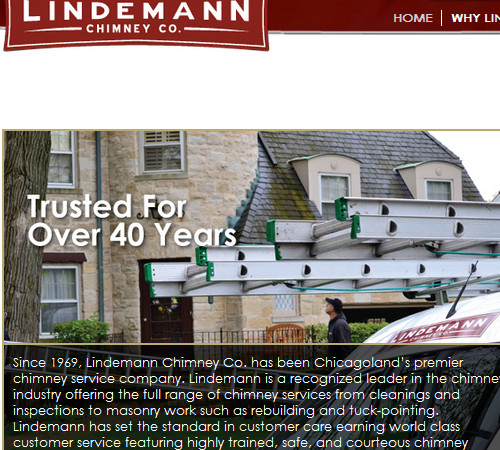 LINDEMANN
CHIMNEY CO.
HOME | WHY LIN
Trusted For
Over 40 Years
LINDEMANN
Since 1969, Lindemann Chimney Co. has been Chicagoland's premier
chimney service company. Lindemann is a recognized leader in the chimney
industry offering the full range of chimney services from cleanings and
inspections to masonry work such as rebuilding and tuck-pointing.
Lindemann has set the standard in customer care earning world class
customer service featuring highly trained, safe, and courteous chimney